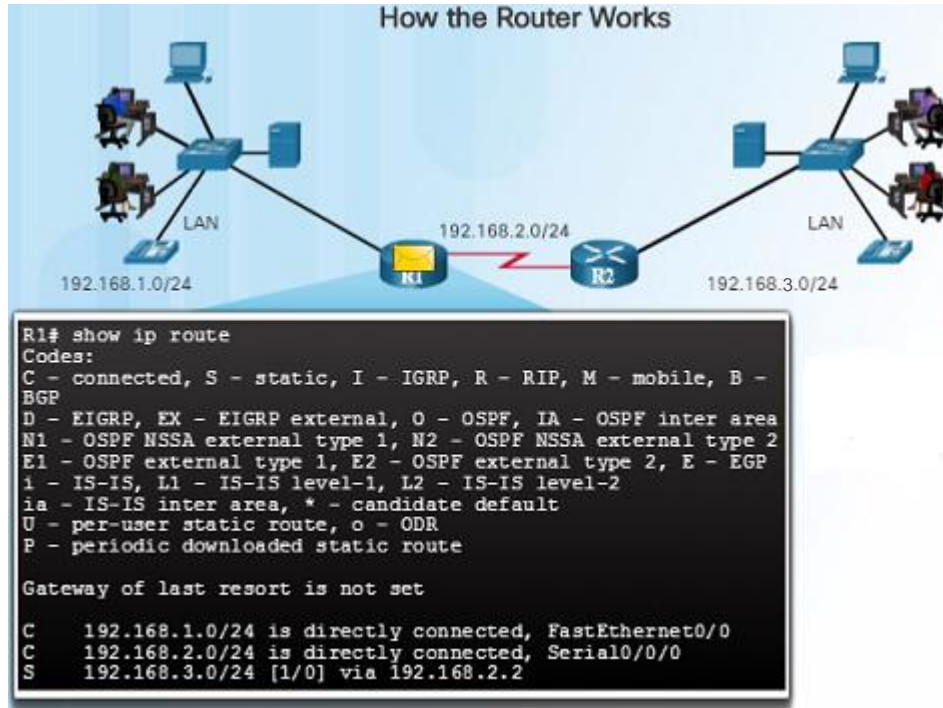 How the Router Works
LAN
192.168.1.0/24
R1
192.168.2.0/24
R2
LAN
192.168.3.0/24
R1# show ip route
Codes:
C - connected, S - static, I - IGRP, R - RIP, M - mobile, B -
BGP
D - EIGRP, EX - EIGRP external, O - OSPF, IA - OSPF inter area
N1 - OSPF NSSA external type 1, N2 - OSPF NSSA external type 2
E1 - OSPF external type 1, E2 - OSPF external type 2, E - EGP
i - IS-IS, L1 - IS-IS level-1, L2 - IS-IS level-2
ia - IS-IS inter area, * - candidate default
U - per-user static route, o - ODR
P - periodic downloaded static route
Gateway of last resort is not set
C 192.168.1.0/24 is directly connected, FastEthernet0/0
C 192.168.2.0/24 is directly connected, Serial0/0/0
S 192.168.3.0/24 [1/0] via 192.168.2.2